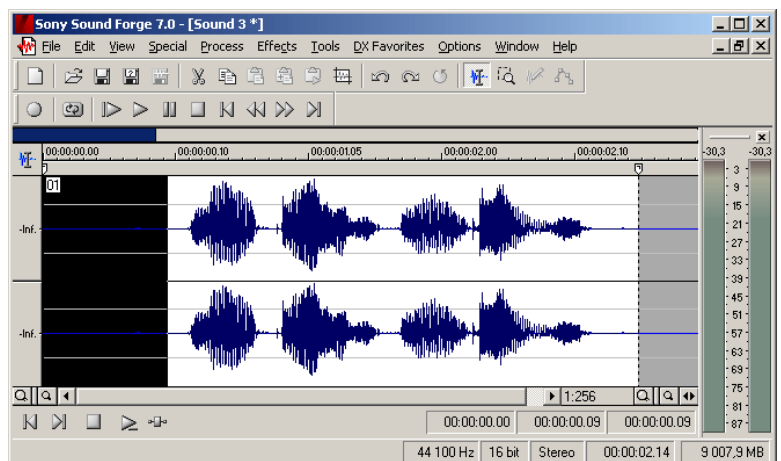 Sony Sound Forge 7.0 - [Sound 3 *]
File Edit View Special Process Effects Tools DX Favorites Options Window Help
00:00:00.00 00:00:00.10 00:00:01.05 00:00:02.00 00:00:02.10 -30,3 -30,3
01
-Inf.
-Inf.
3
9
15
21
27
33
39
45
51
57
63
69
75
81
87
1:256
00:00:00.00 00:00:00.09 00:00:00.09
44 100 Hz 16 bit Stereo 00:00:02.14 9 007,9 MB